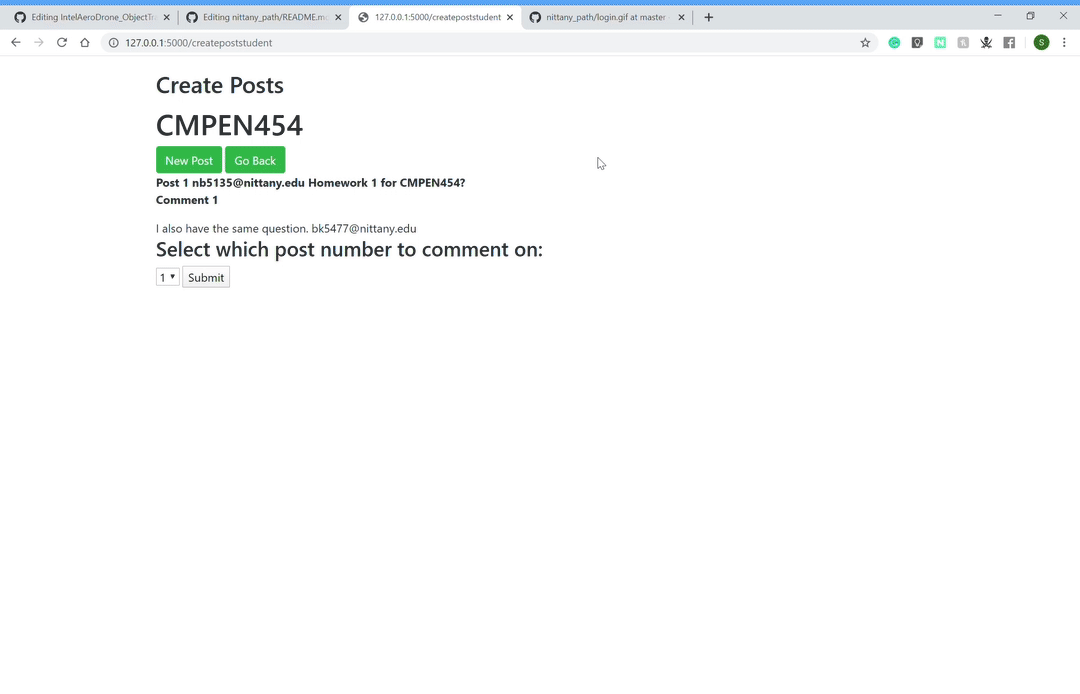 Editing IntelAeroDrone_ObjectTr
Editing nittany_path/README.md
127.0.0.1:5000/createpoststudent
nittany_path/login.gif at master
127.0.0.1:5000/createpoststudent
S
Create Posts
CMPEN454
New Post Go Back
Post 1 nb5135@nittany.edu Homework 1 for CMPEN454?
Comment 1
I also have the same question. bk5477@nittany.edu
Select which post number to comment on:
1 Submit